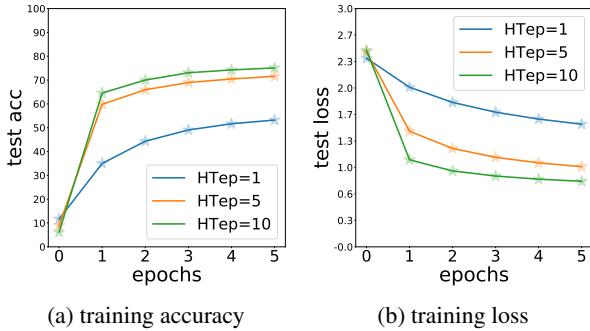 test acc
100
90
80
70
60
50
40
30
20
10
0
HTep=1
HTep=5
HTep=10
0 1 2 3 4 5
epochs
(a) training accuracy
test loss
3.0
2.7
2.3
2.0
1.7
1.3
1.0
0.6
0.3
-0.0
HTep=1
HTep=5
HTep=10
0 1 2 3 4 5
epochs
(b) training loss